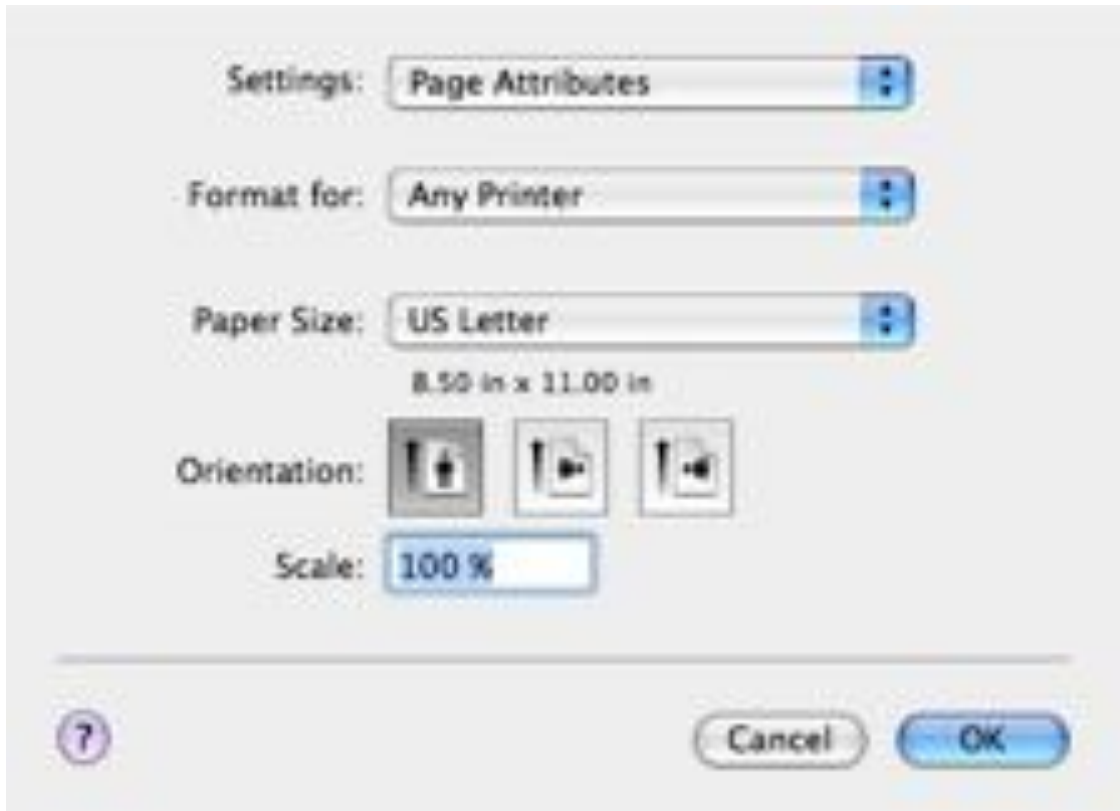 Settings: Page Attributes
Format for: Any Printer
Paper Size: US Letter
8.50 in x 11.00 in
Orientation:
Scale: 100 %
? Cancel OK